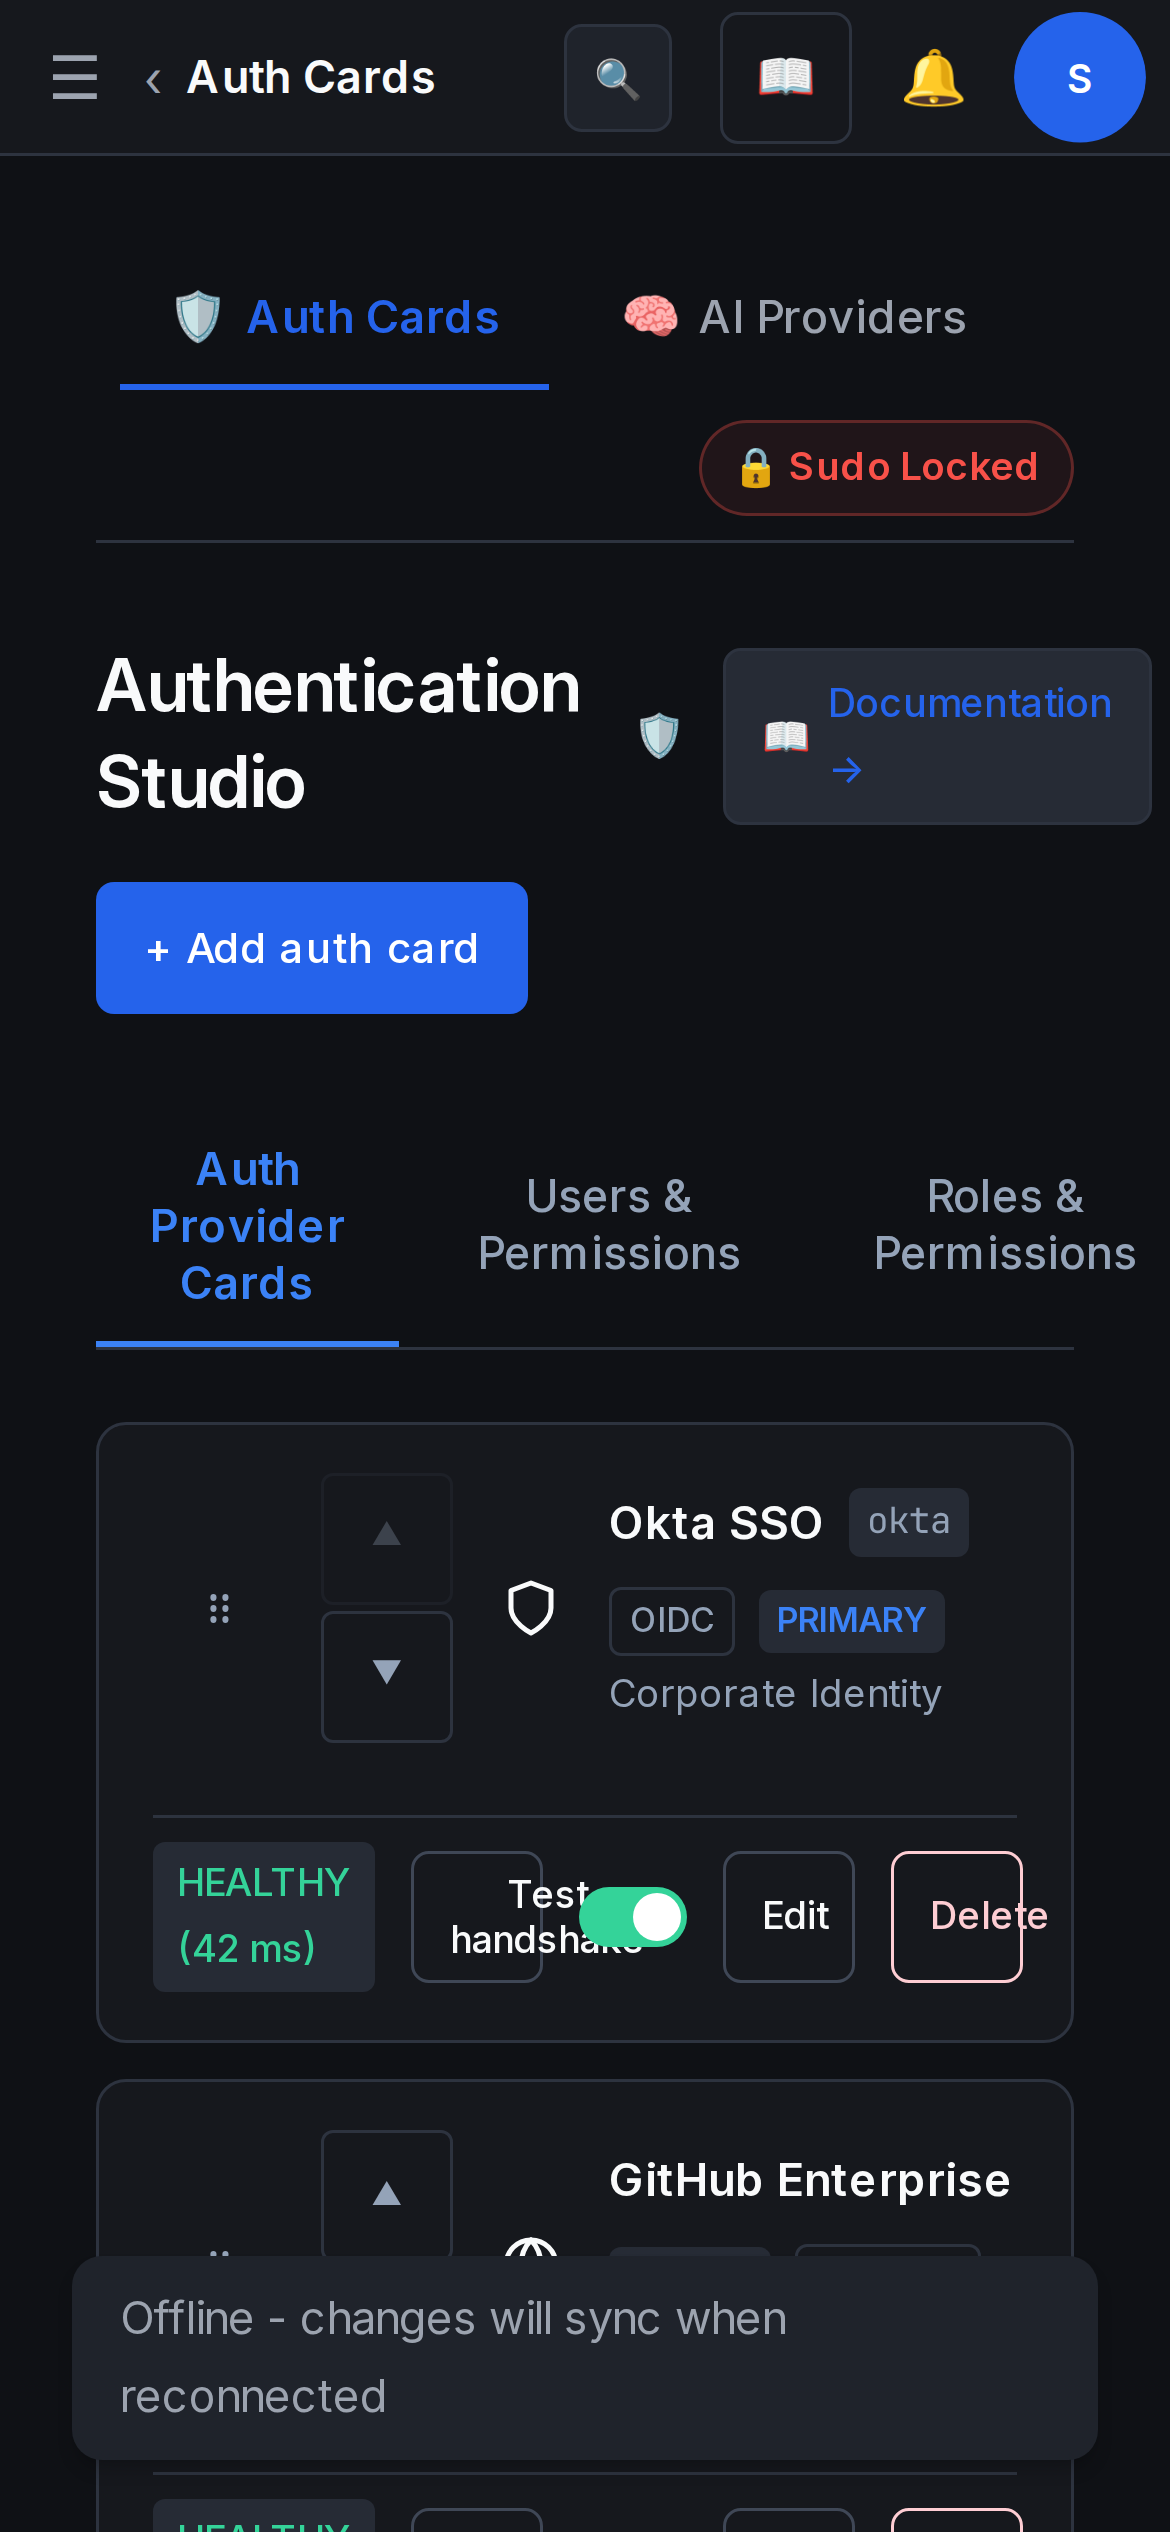 Auth Cards
S
Auth Cards
AI Providers
Sudo Locked
Authentication
Studio
Documentation
→
+ Add auth card
Auth
Provider
Cards
Users &
Permissions
Roles &
Permissions
Okta SSO okta
OIDC PRIMARY
Corporate Identity
HEALTHY
(42 ms)
Test
handshake
Edit
Delete
GitHub Enterprise
Offline - changes will sync when
reconnected
HEALTHY